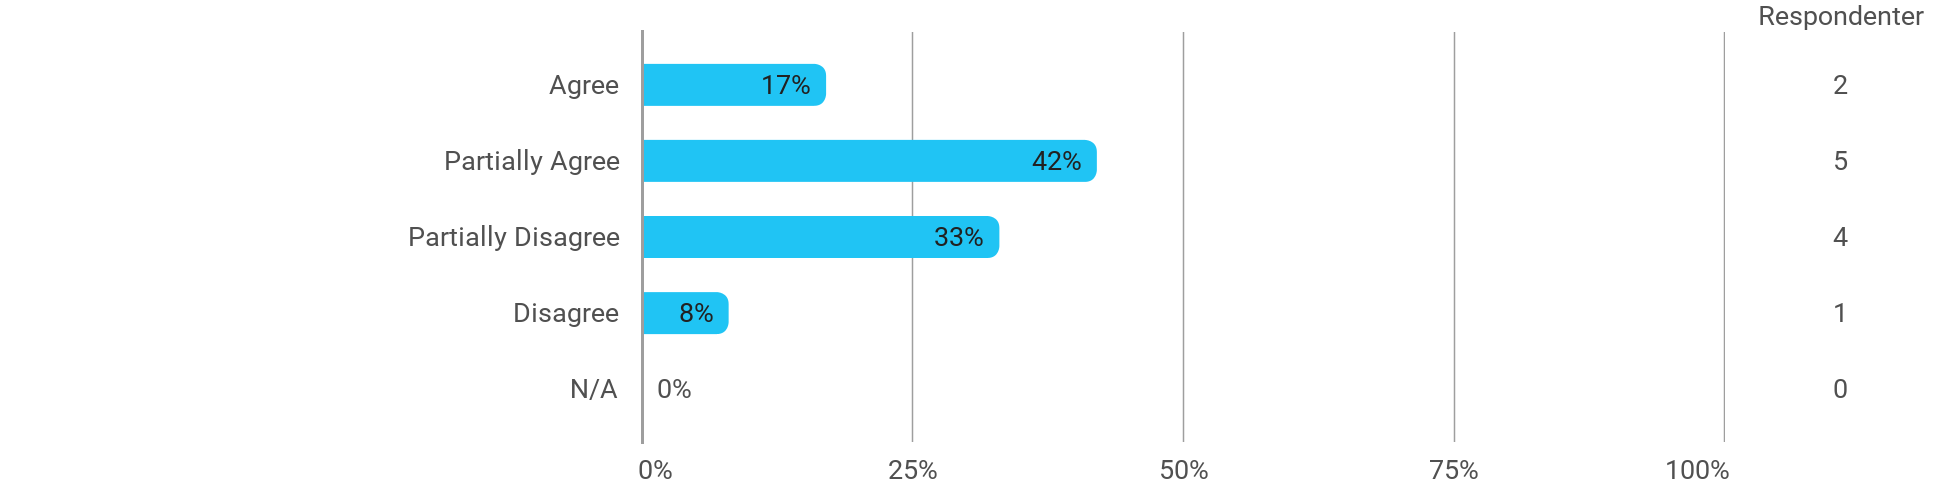 Respondenter
Agree 17% 2
Partially Agree 42% 5
Partially Disagree 33% 4
Disagree 8% 1
N/A 0% 0
0% 25% 50% 75% 100%